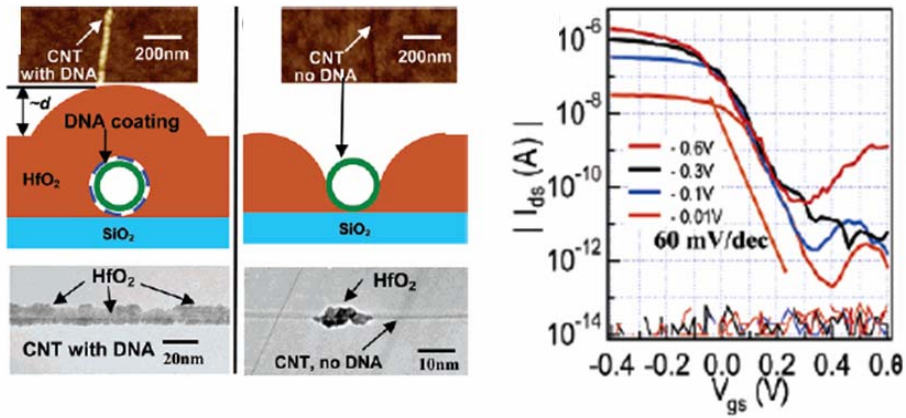 CNT
with DNA
200nm
CNT
no DNA
200nm
~d
DNA coating
HfO₂
SiO₂
SiO₂
HfO₂
CNT with DNA
20nm
HfO₂
CNT, no DNA
10nm
| Ids (A) |
10⁻⁶
10⁻⁸
10⁻¹⁰
10⁻¹²
10⁻¹⁴
- 0.6V
- 0.3V
- 0.1V
- 0.01V
60 mV/dec
-0.4 -0.2 0.0 0.2 0.4 0.6
Vgs (V)